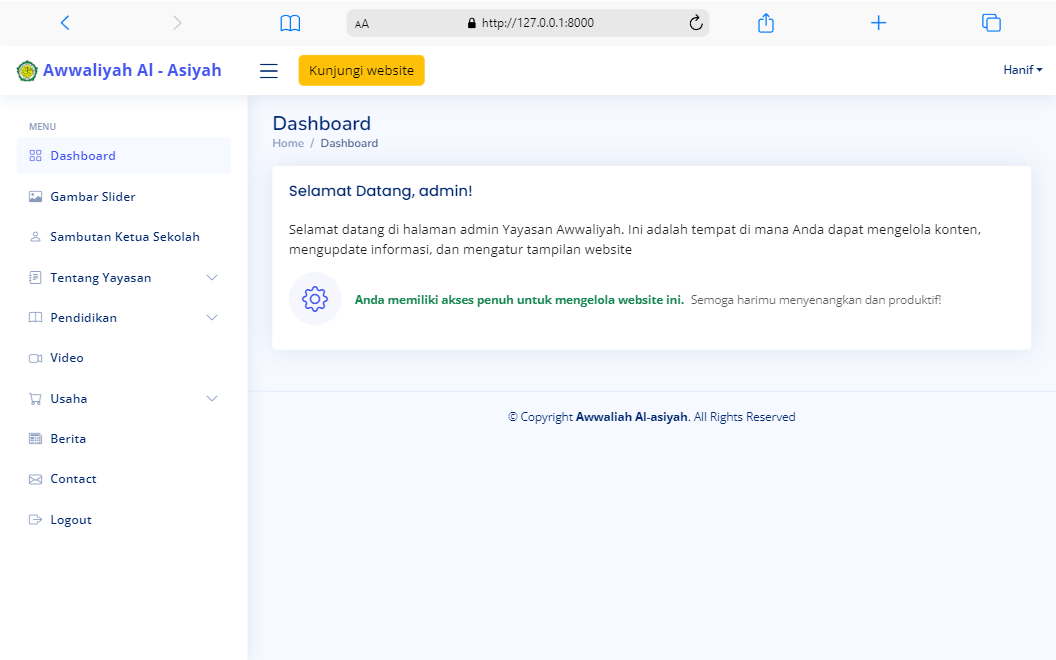 AA
http://127.0.0.1:8000
Awwaliyah Al - Asiyah
Kunjungi website
Hanif
MENU
Dashboard
Gambar Slider
Sambutan Ketua Sekolah
Tentang Yayasan
Pendidikan
Video
Usaha
Berita
Contact
Logout
Dashboard
Home / Dashboard
Selamat Datang, admin!
Selamat datang di halaman admin Yayasan Awwaliyah. Ini adalah tempat di mana Anda dapat mengelola konten,
mengupdate informasi, dan mengatur tampilan website
Anda memiliki akses penuh untuk mengelola website ini. Semoga harimu menyenangkan dan produktif!
© Copyright Awwaliah Al-asiyah. All Rights Reserved